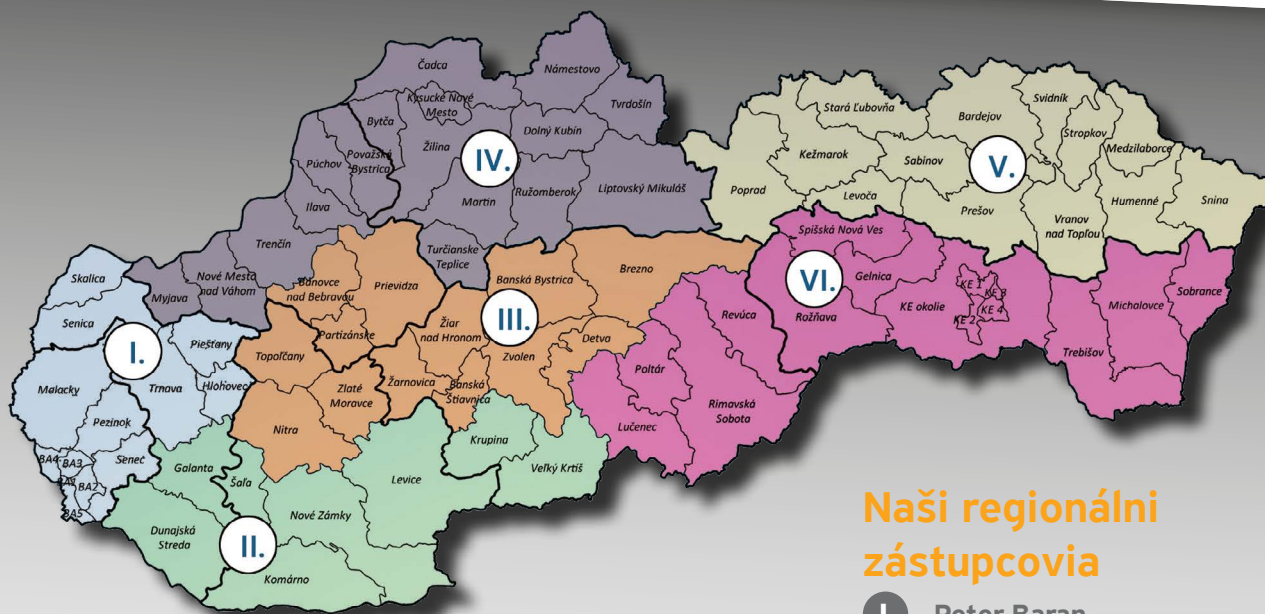 Čadca
Námestovo
Tvrdošín
Kysucké Nové
Mesto
Bytča
Dolný Kubín
Žilina
IV.
Púchov
Považská
Bystrica
Ružomberok
Liptovský Mikuláš
Martin
Ilava
Trenčín
Turčianske
Teplice
Nové Mesto
nad Váhom
Myjava
Stará Ľubovňa
Bardejov
Svidník
Stropkov
Medzilaborce
Kežmarok
Sabinov
V.
Poprad
Levoča
Prešov
Humenné
Snina
Vranov
nad Topľou
Skalica
Senica
I.
Piešťany
Malacky
Trnava
Hlohovec
Pezinok
Senec
BA4
BA3
BA1
BA2
BA5
Bánovce
nad Bebravou
Prievidza
Banská Bystrica
Brezno
Partizánske
Žiar
nad Hronom
III.
Detva
Topoľčany
Zvolen
Žarnovica
Banská
Štiavnica
Zlaté
Moravce
Nitra
Spišská Nová Ves
VI.
Gelnica
Rožňava
KE okolie
KE 1
KE 3
KE 4
KE 2
Michalovce
Sobrance
Trebišov
Revúca
Poltár
Rimavská
Sobota
Lučenec
Krupina
Veľký Krtíš
Galanta
Šaľa
Levice
Nové Zámky
Dunajská
Streda
II.
Komárno
Naši regionálni
zástupcovia
I. Peter Baran